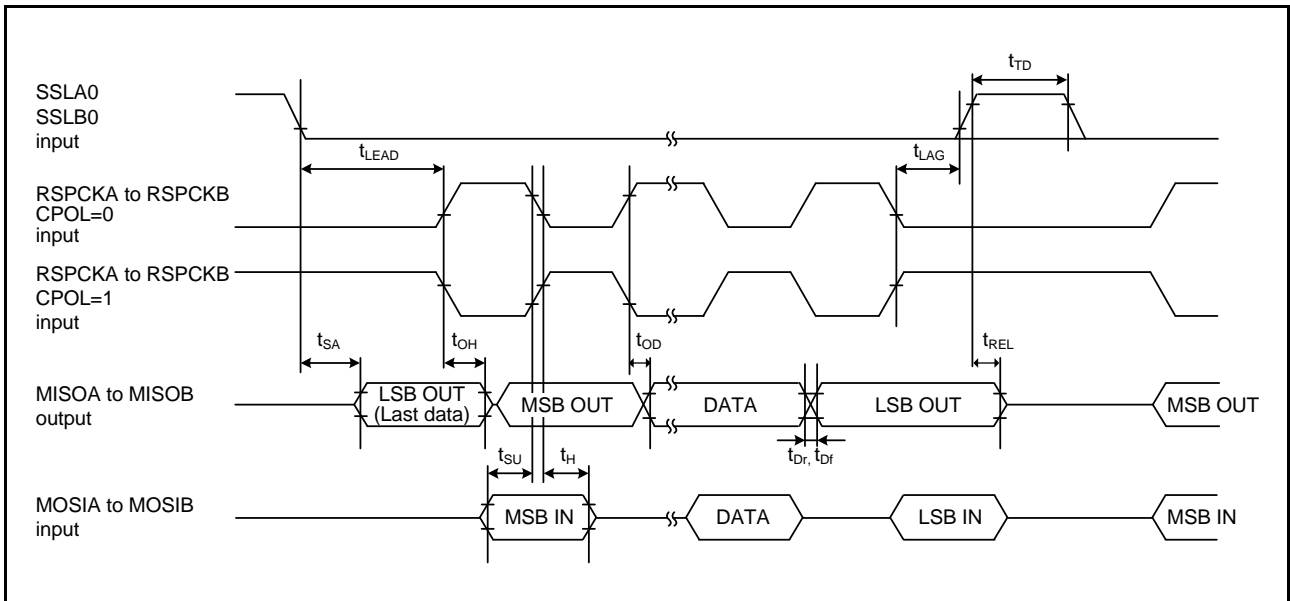 tTD
SSLA0
SSLB0
input
tLEAD
tLAG
RSPCKA to RSPCKB
CPOL=0
input
RSPCKA to RSPCKB
CPOL=1
input
tSA
tOH
tOD
tREL
MISOA to MISOB
output
LSB OUT
(Last data)
MSB OUT
DATA
LSB OUT
MSB OUT
tSU
tH
tDr, tDf
MOSIA to MOSIB
input
MSB IN
DATA
LSB IN
MSB IN